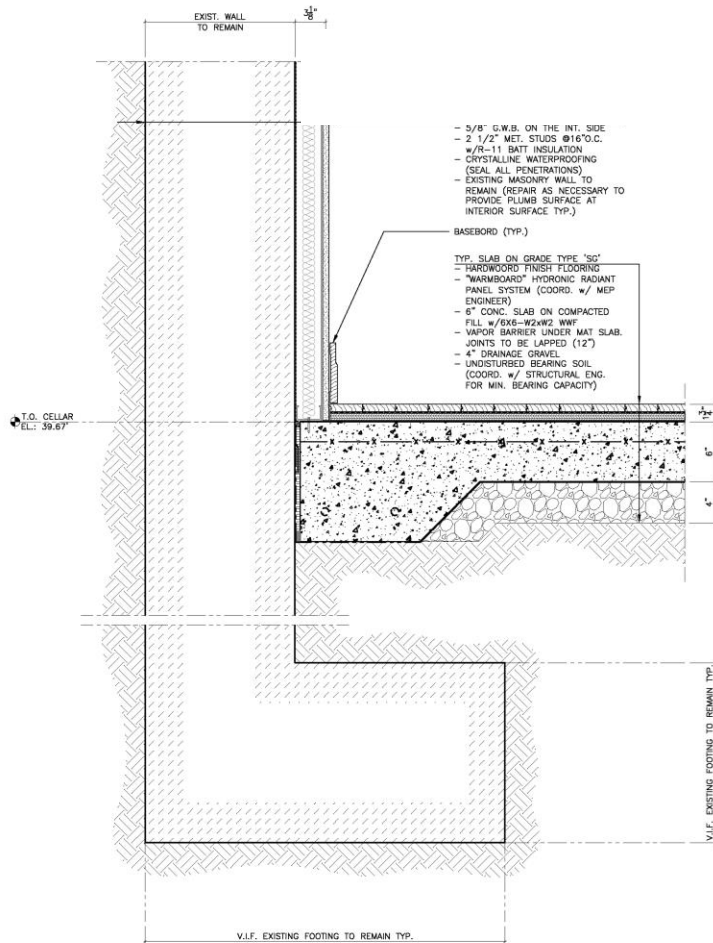 EXIST. WALL
TO REMAIN
3 1/8"
- 5/8" G.W.B. ON THE INT. SIDE
- 2 1/2" MET. STUDS @16"O.C.
w/R-11 BATT INSULATION
- CRYSTALLINE WATERPROOFING
(SEAL ALL PENETRATIONS)
- EXISTING MASONRY WALL TO
REMAIN (REPAIR AS NECESSARY TO
PROVIDE PLUMB SURFACE AT
INTERIOR SURFACE TYP.)
BASEBORD (TYP.)
TYP. SLAB ON GRADE TYPE 'SG'
- HARDWOORD FINISH FLOORING
- "WARMBOARD" HYDRONIC RADIANT
PANEL SYSTEM (COORD. w/ MEP
ENGINEER)
- 6" CONC. SLAB ON COMPACTED
FILL w/6X6-W2xW2 WWF
- VAPOR BARRIER UNDER MAT SLAB.
JOINTS TO BE LAPPED (12")
- 4" DRAINAGE GRAVEL
- UNDISTURBED BEARING SOIL
(COORD. w/ STRUCTURAL ENG.
FOR MIN. BEARING CAPACITY)
T.O. CELLAR
EL.: 39.67'
6"
4"
V.I.F. EXISTING FOOTING TO REMAIN TYP.
V.I.F. EXISTING FOOTING TO REMAIN TYP.